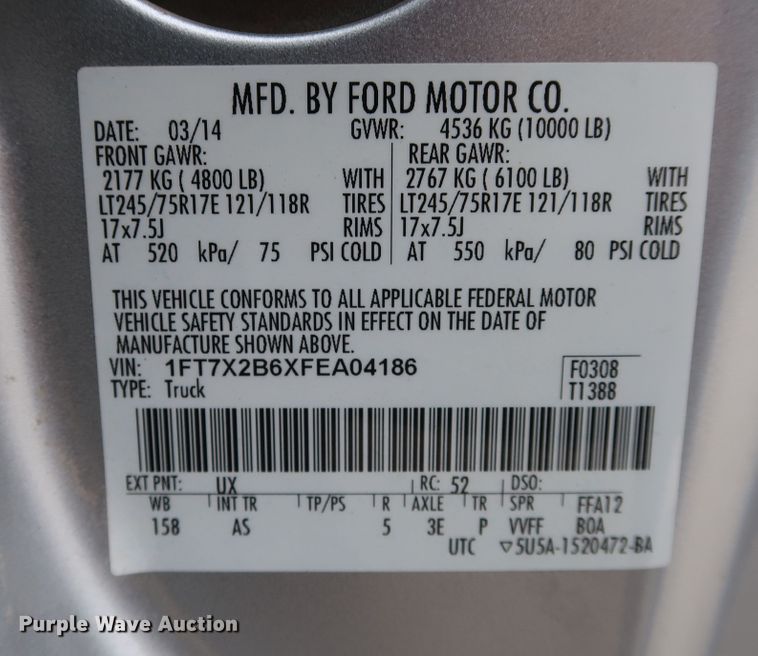 MFD. BY FORD MOTOR CO.
DATE: 03/14 GVWR: 4536 KG (10000 LB)
FRONT GAWR: REAR GAWR:
2177 KG ( 4800 LB) WITH 2767 KG ( 6100 LB) WITH
LT245/75R17E 121/118R TIRES LT245/75R17E 121/118R TIRES
17x7.5J RIMS 17x7.5J RIMS
AT 520 kPa/ 75 PSI COLD AT 550 kPa/ 80 PSI COLD
THIS VEHICLE CONFORMS TO ALL APPLICABLE FEDERAL MOTOR
VEHICLE SAFETY STANDARDS IN EFFECT ON THE DATE OF
MANUFACTURE SHOWN ABOVE.
VIN: 1FT7X2B6XFEA04186 F0308
TYPE: Truck T1388
EXT PNT: UX RC: 52 DSO:
WB INT TR TP/PS R AXLE TR SPR FFA12
158 AS 5 3E P VVFF BOA
UTC ▽5U5A-1520472-BA
Purple Wave Auction